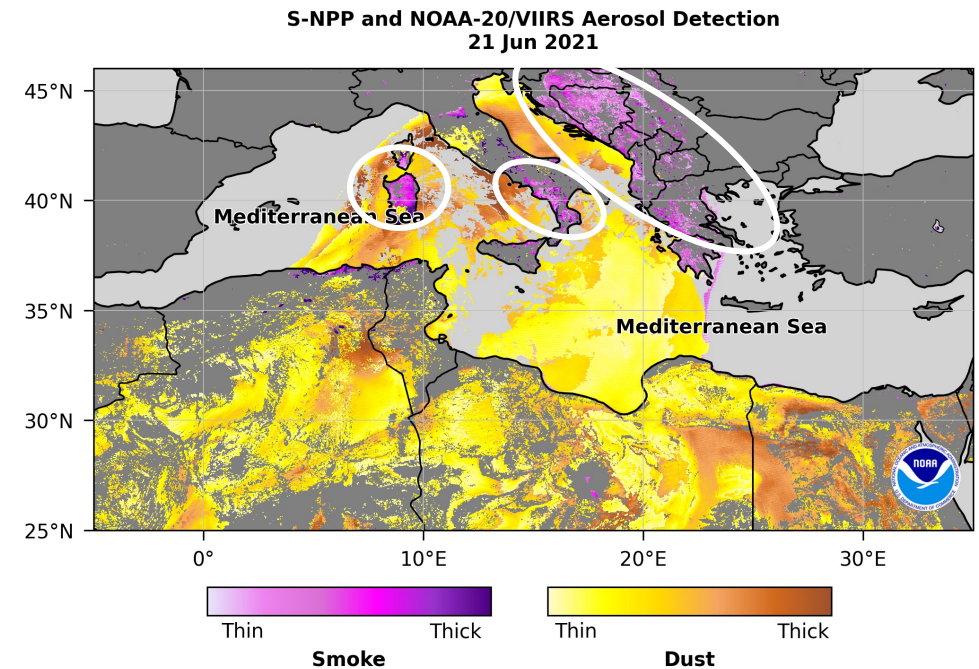 S-NPP and NOAA-20/VIIRS Aerosol Detection
21 Jun 2021
45°N
40°N
Mediterranean Sea
35°N
Mediterranean Sea
30°N
NOAA
25°N
0° 10°E 20°E 30°E
Thin Thick Thin Thick
Smoke Dust